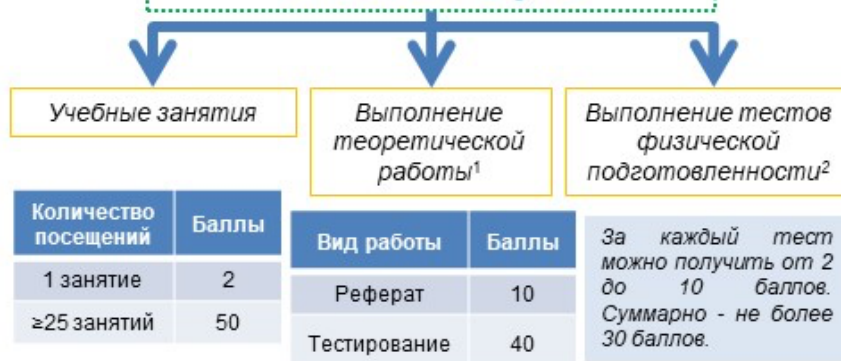 Учебные занятия
Выполнение
теоретической
работы¹
Выполнение тестов
физической
подготовленности²
Количество
посещений
Баллы
1 занятие
2
≥25 занятий
50
Вид работы
Баллы
Реферат
10
Тестирование
40
За каждый тест
можно получить от 2
до 10 баллов.
Суммарно - не более
30 баллов.